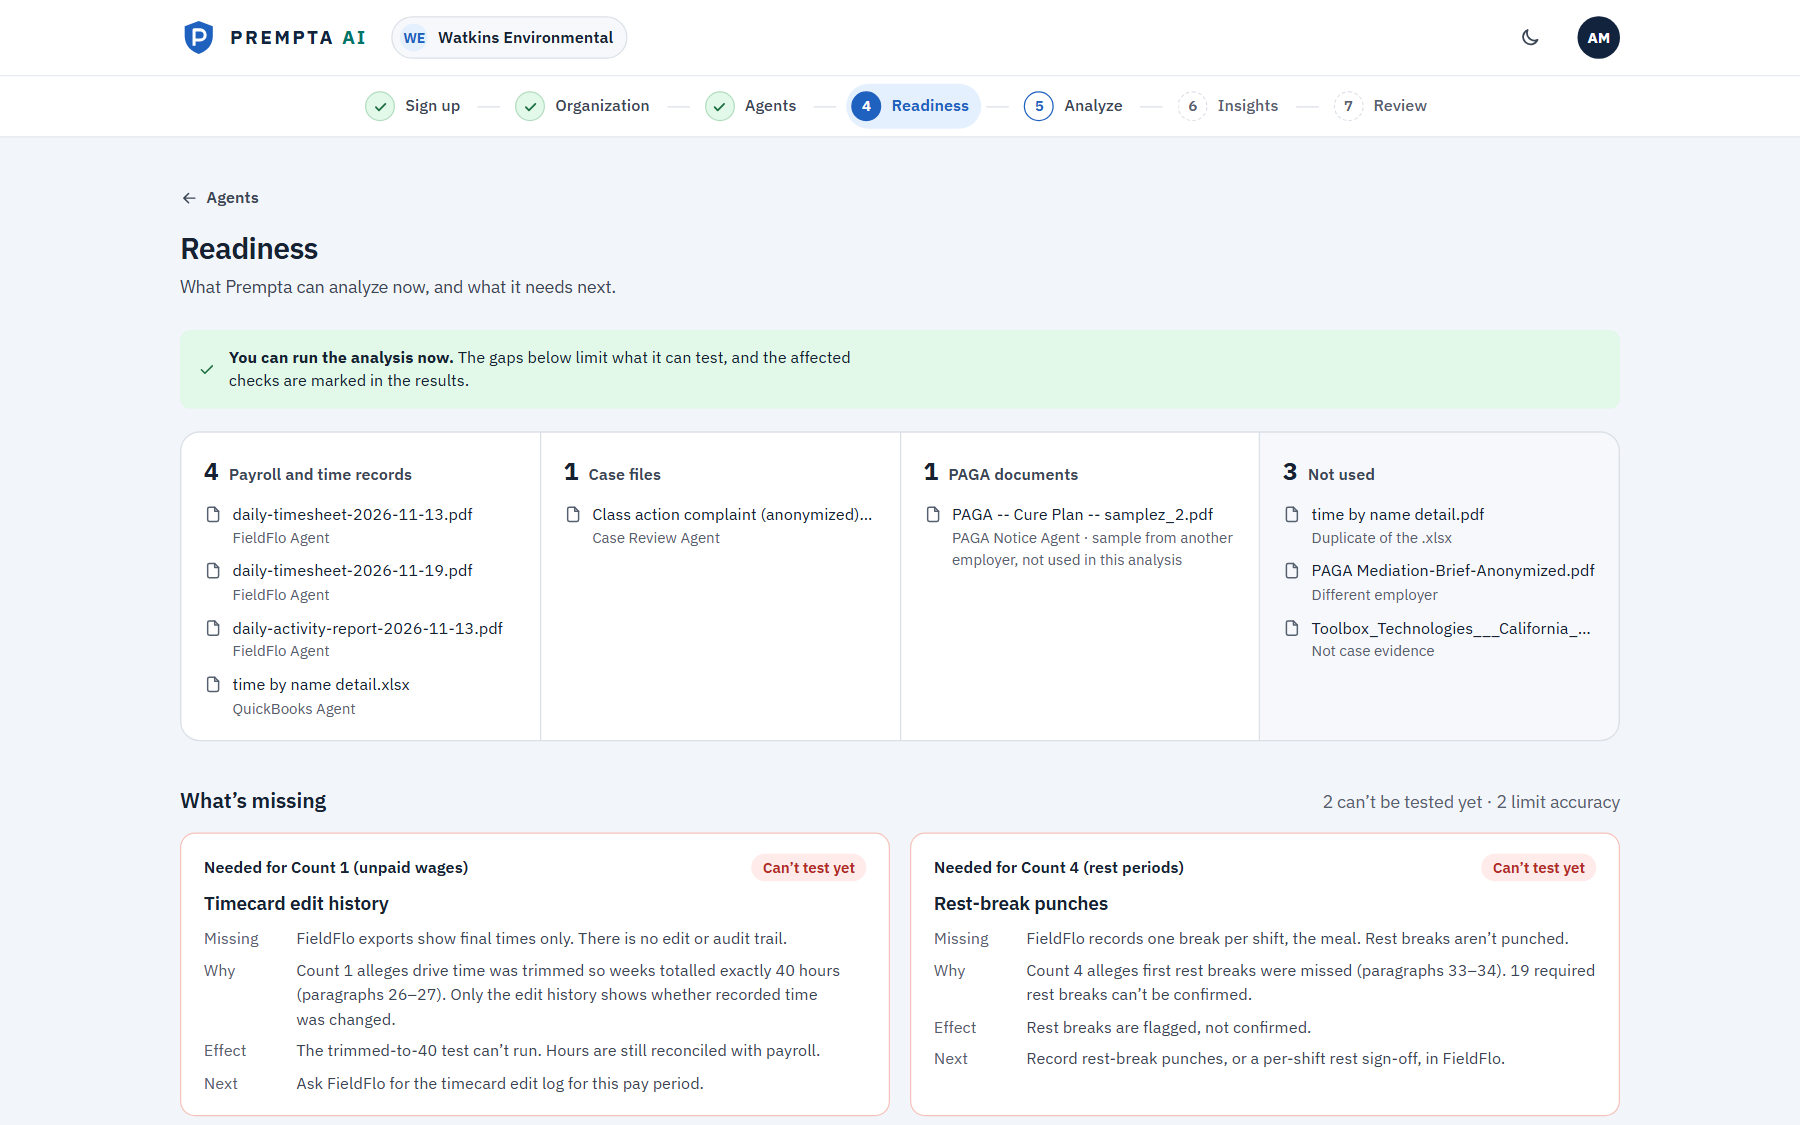 PREMPTA AI
WE Watkins Environmental
AM
Sign up
Organization
Agents
4 Readiness
5 Analyze
6 Insights
7 Review
← Agents
Readiness
What Prempta can analyze now, and what it needs next.
You can run the analysis now. The gaps below limit what it can test, and the affected
checks are marked in the results.
4 Payroll and time records
daily-timesheet-2026-11-13.pdf
FieldFlo Agent
daily-timesheet-2026-11-19.pdf
FieldFlo Agent
daily-activity-report-2026-11-13.pdf
FieldFlo Agent
time by name detail.xlsx
QuickBooks Agent
1 Case files
Class action complaint (anonymized)...
Case Review Agent
1 PAGA documents
PAGA -- Cure Plan -- samplez_2.pdf
PAGA Notice Agent · sample from another
employer, not used in this analysis
3 Not used
time by name detail.pdf
Duplicate of the .xlsx
PAGA Mediation-Brief-Anonymized.pdf
Different employer
Toolbox_Technologies___California_...
Not case evidence
What’s missing
2 can’t be tested yet · 2 limit accuracy
Needed for Count 1 (unpaid wages)
Can’t test yet
Timecard edit history
Missing FieldFlo exports show final times only. There is no edit or audit trail.
Why Count 1 alleges drive time was trimmed so weeks totalled exactly 40 hours
(paragraphs 26–27). Only the edit history shows whether recorded time
was changed.
Effect The trimmed-to-40 test can’t run. Hours are still reconciled with payroll.
Next Ask FieldFlo for the timecard edit log for this pay period.
Needed for Count 4 (rest periods)
Can’t test yet
Rest-break punches
Missing FieldFlo records one break per shift, the meal. Rest breaks aren’t punched.
Why Count 4 alleges first rest breaks were missed (paragraphs 33–34). 19 required
rest breaks can’t be confirmed.
Effect Rest breaks are flagged, not confirmed.
Next Record rest-break punches, or a per-shift rest sign-off, in FieldFlo.